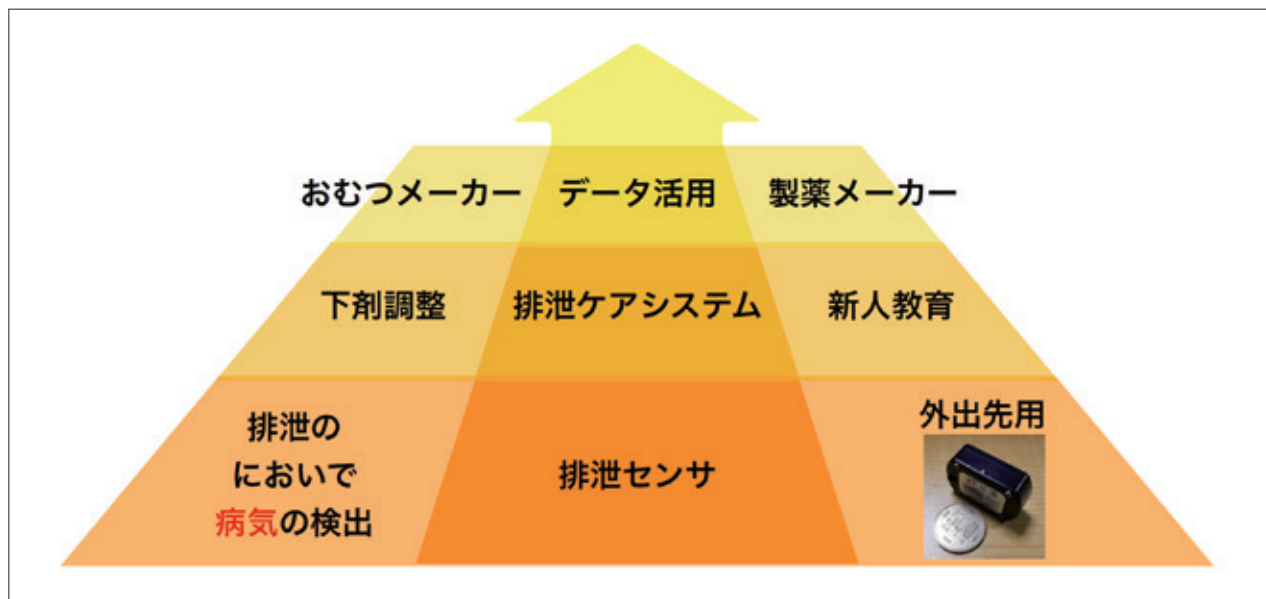 おむつメーカー
データ活用
製薬メーカー
下剤調整
排泄ケアシステム
新人教育
排泄の
においで
病気の検出
排泄センサ
外出先用